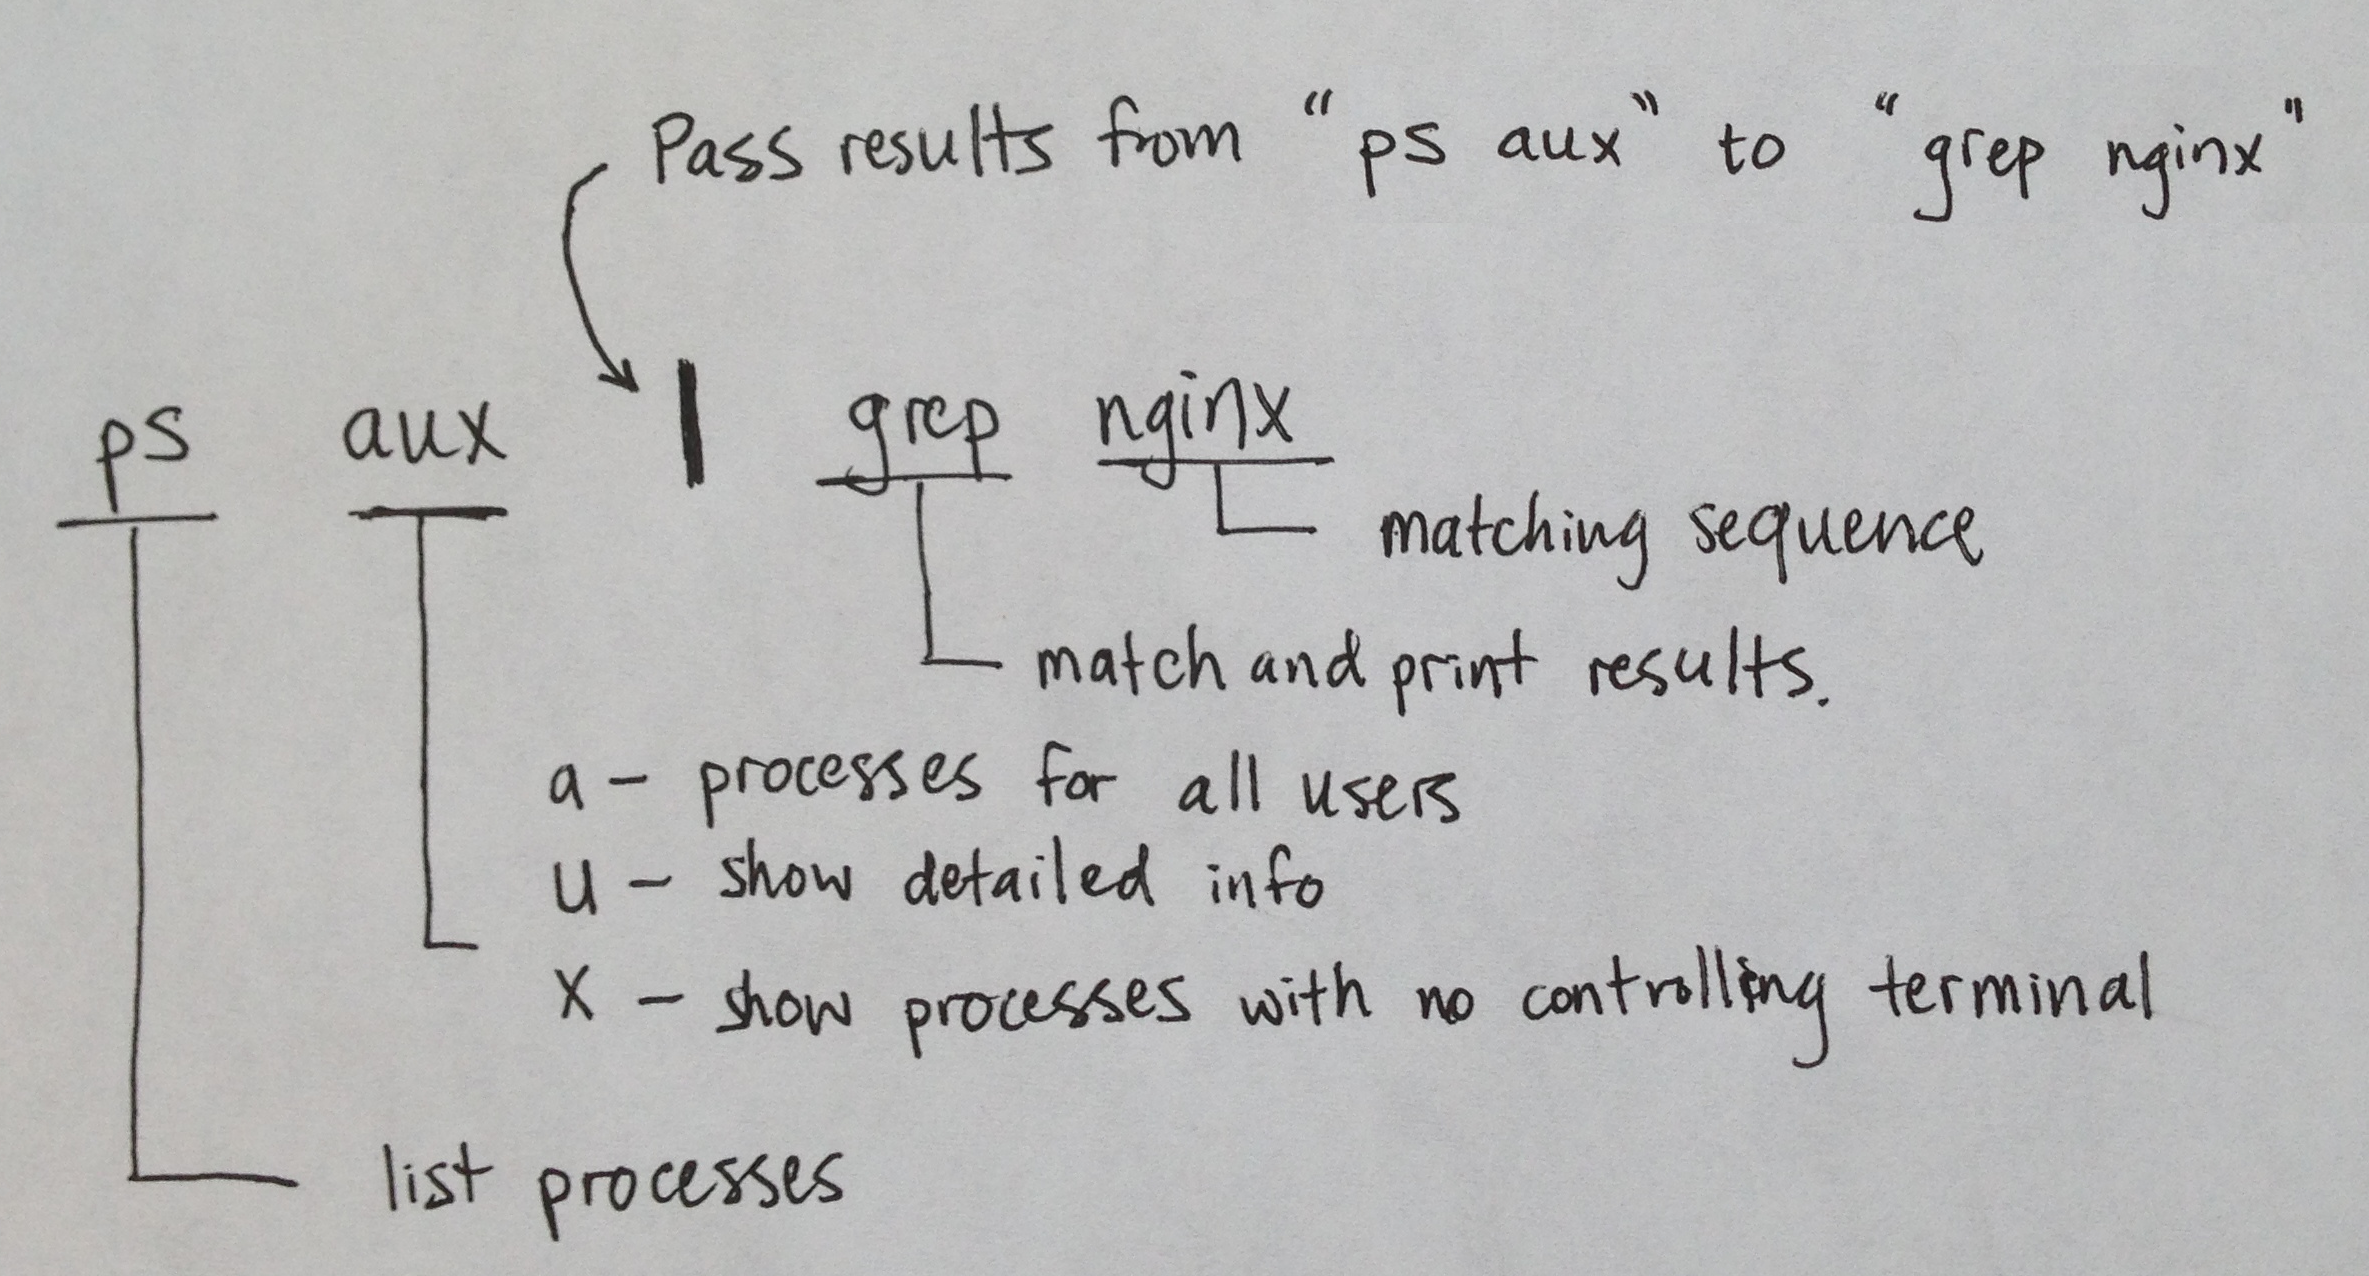 Pass results from "ps aux" to "grep nginx"
ps aux | grep nginx
matching sequence
match and print results.
a - processes for all users
u - show detailed info
x - show processes with no controlling terminal
list processes